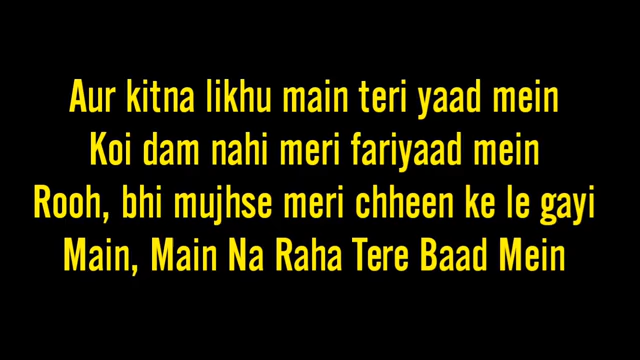 Aur kitna likhu main teri yaad mein
Koi dam nahi meri fariyaad mein
Rooh, bhi mujhse meri chheen ke le gayi
Main, Main Na Raha Tere Baad Mein